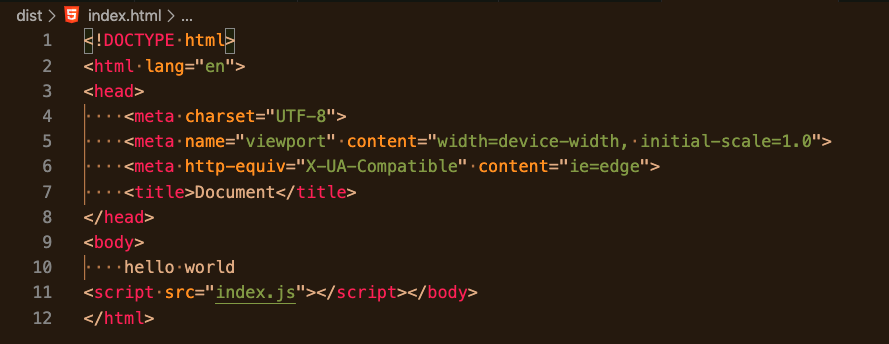 dist > index.html > ...
1 <!DOCTYPE html>
2 <html lang="en">
3 <head>
4     <meta charset="UTF-8">
5     <meta name="viewport" content="width=device-width, initial-scale=1.0">
6     <meta http-equiv="X-UA-Compatible" content="ie=edge">
7     <title>Document</title>
8 </head>
9 <body>
10     hello world
11 <script src="index.js"></script></body>
12 </html>